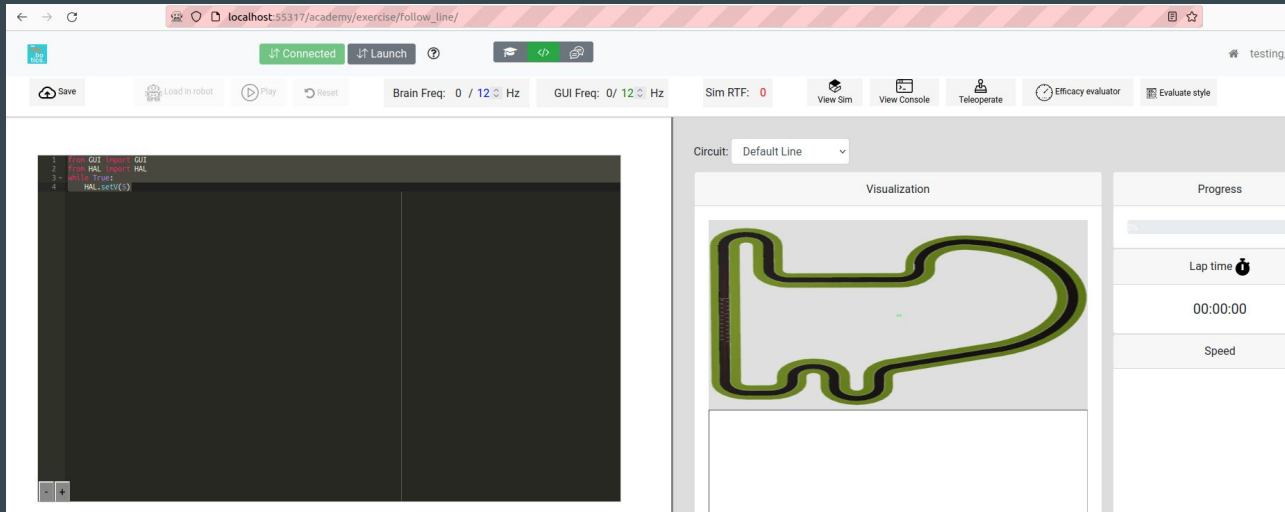 localhost:55317/academy/exercise/follow_line/
Connected
Launch
testing
Save
Load in robot
Play
Reset
Brain Freq: 0 / 12 Hz
GUI Freq: 0/ 12 Hz
Sim RTF: 0
View Sim
View Console
Teleoperate
Efficacy evaluator
Evaluate style
1 from GUI import GUI
2 from HAL import HAL
3 while True:
4 HAL.setV(5)
- +
Circuit: Default Line
Visualization
Progress
Lap time
00:00:00
Speed